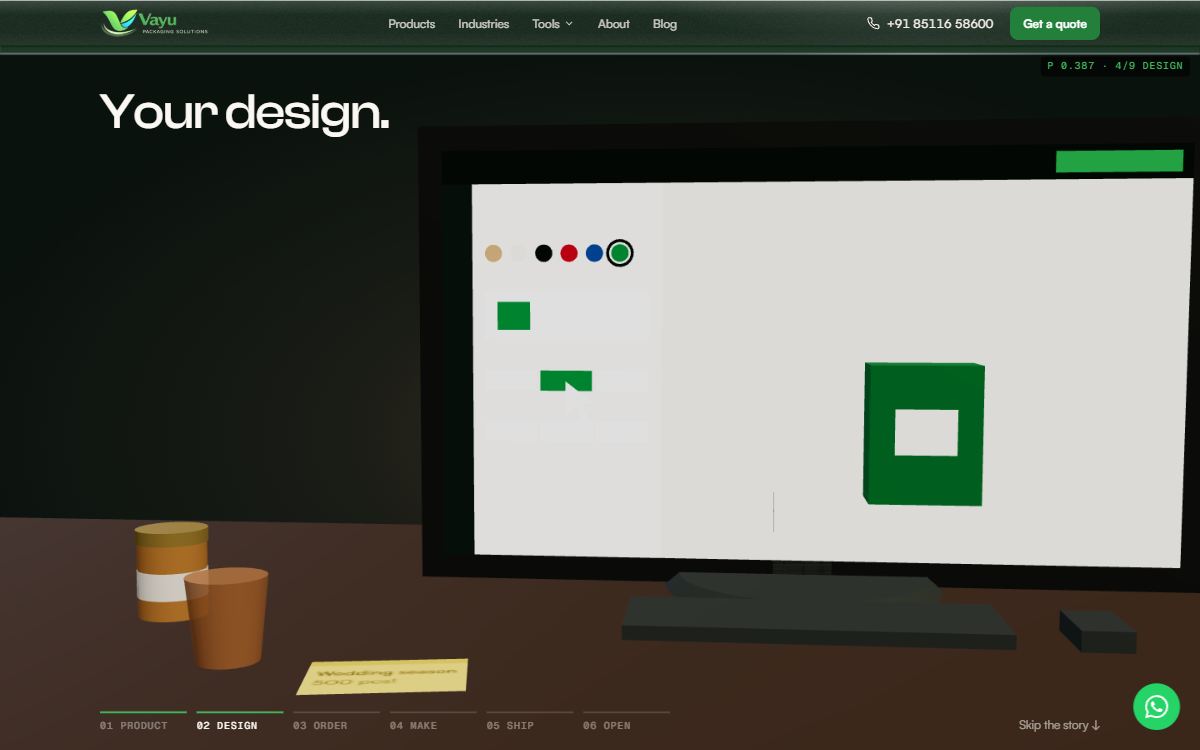 Vayu
PACKAGING SOLUTIONS
Products
Industries
Tools
About
Blog
+91 85116 58600
Get a quote
P 0.387 · 4/9 DESIGN
Your design.
Wedding season
500 pcs!
01 PRODUCT
02 DESIGN
03 ORDER
04 MAKE
05 SHIP
06 OPEN
Skip the story ↓